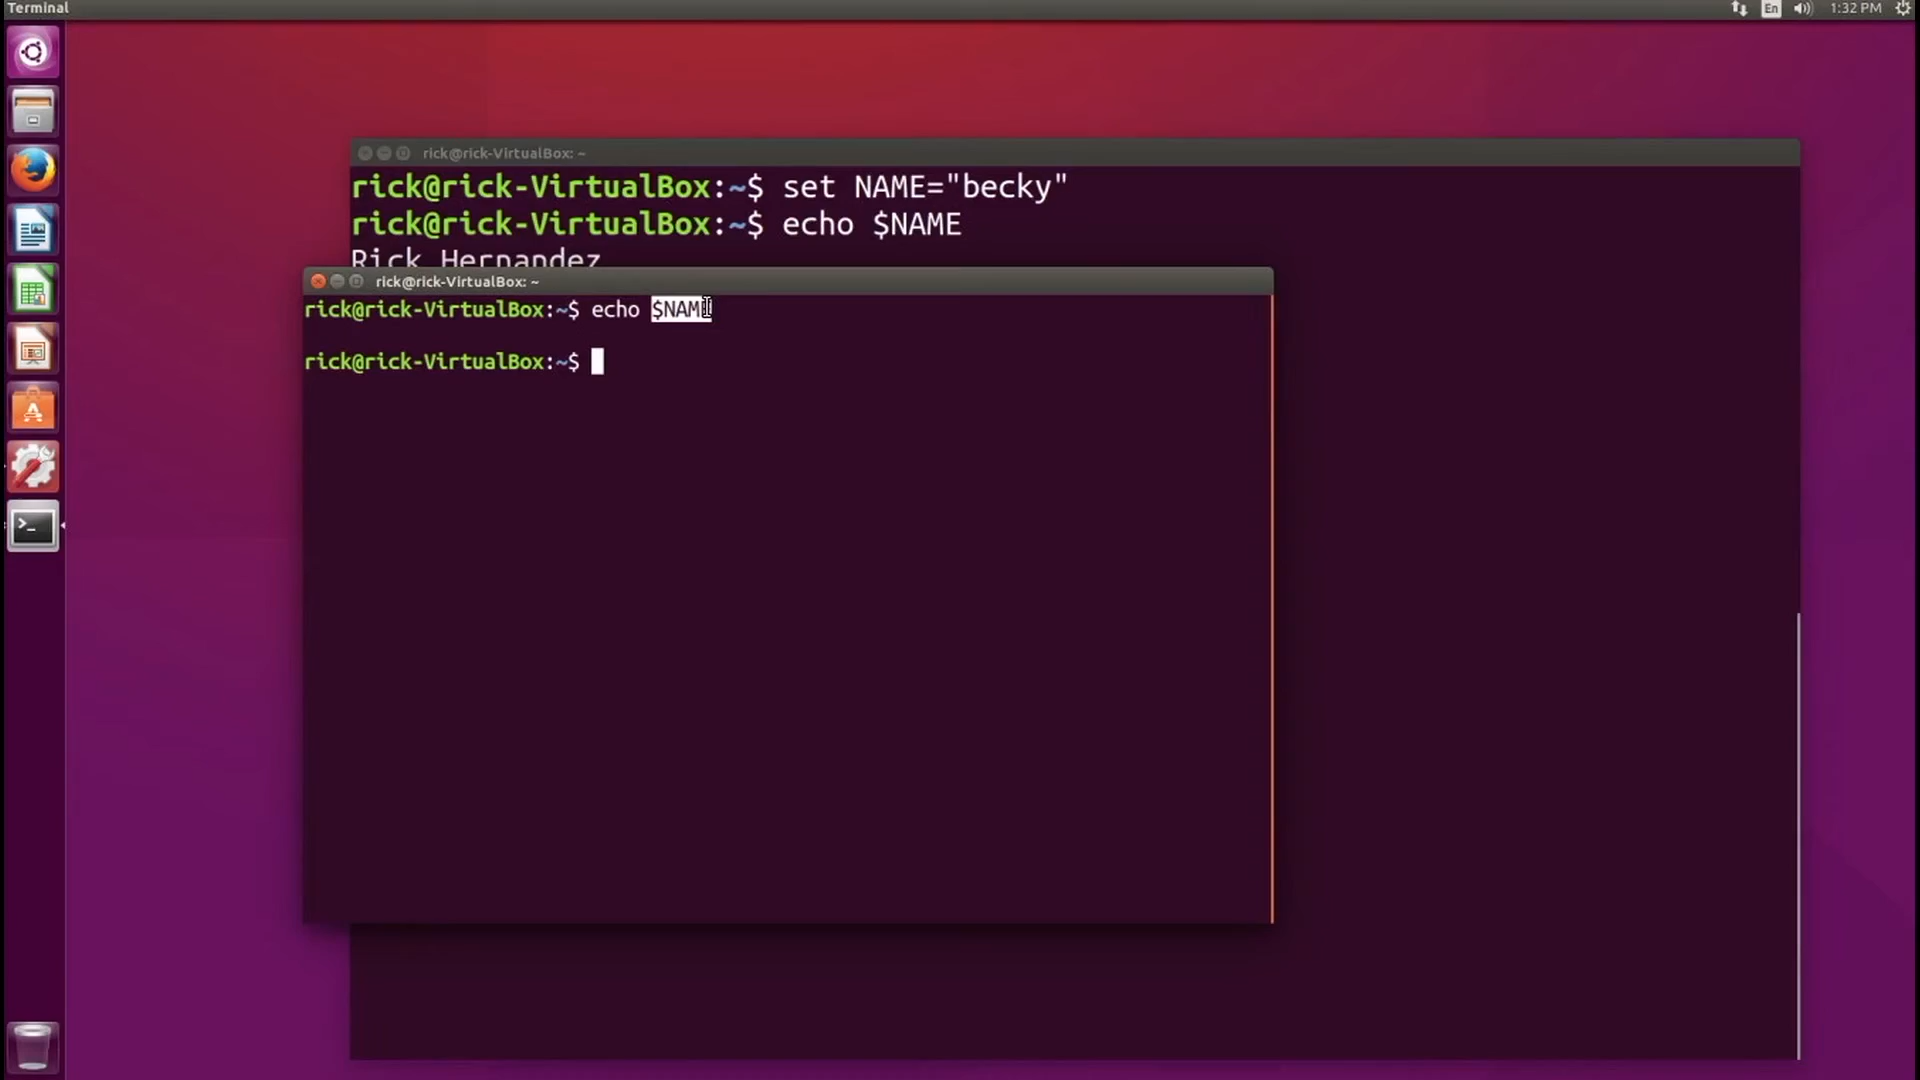 Terminal
En
1:32 PM
rick@rick-VirtualBox: ~
rick@rick-VirtualBox:~$ set NAME="becky"
rick@rick-VirtualBox:~$ echo $NAME
Rick Hernandez
rick@rick-VirtualBox: ~
rick@rick-VirtualBox:~$ echo $NAME
rick@rick-VirtualBox:~$